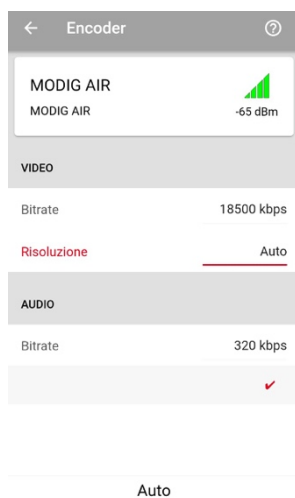 Encoder
MODIG AIR
MODIG AIR
-65 dBm
VIDEO
Bitrate 18500 kbps
Risoluzione Auto
AUDIO
Bitrate 320 kbps
Auto